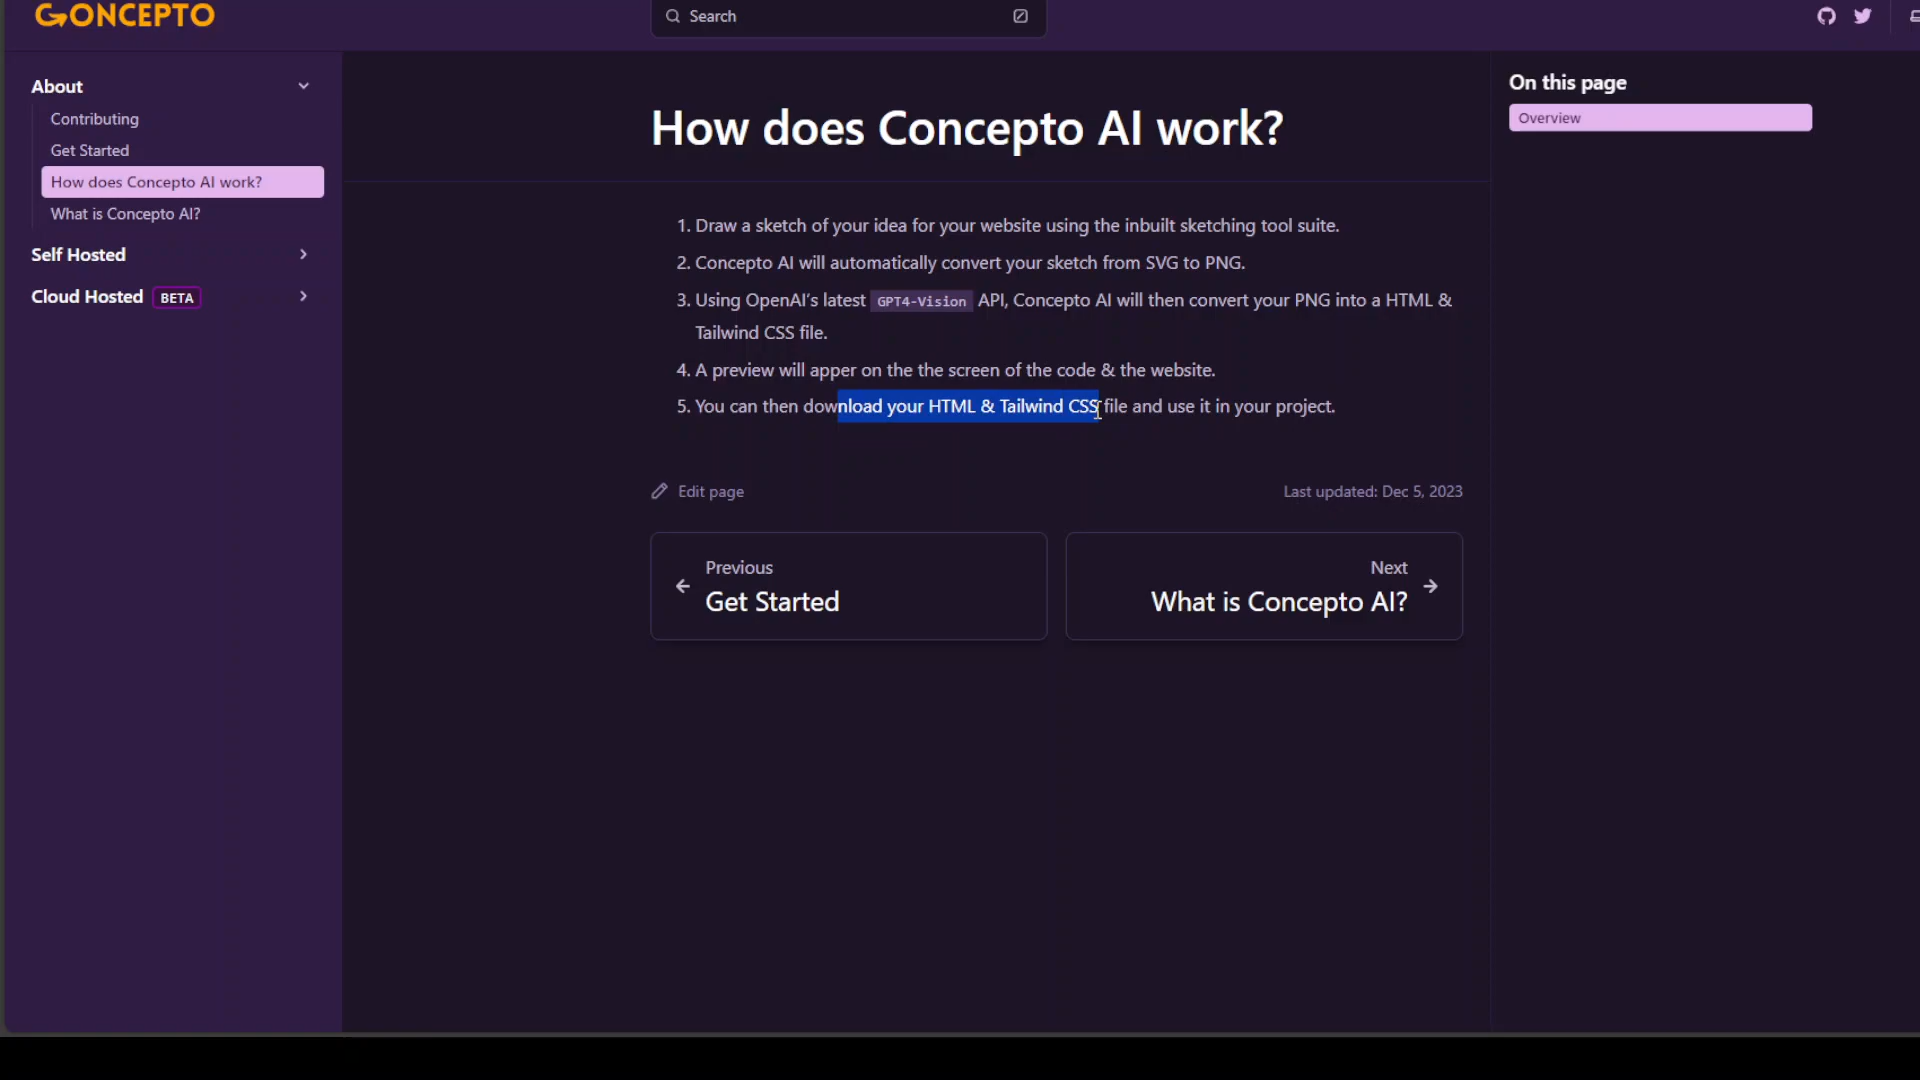 CONCEPTO
Search
About
Contributing
Get Started
How does Concepto AI work?
What is Concepto AI?
Self Hosted
Cloud Hosted BETA
How does Concepto AI work?
1. Draw a sketch of your idea for your website using the inbuilt sketching tool suite.
2. Concepto AI will automatically convert your sketch from SVG to PNG.
3. Using OpenAI's latest GPT4-Vision API, Concepto AI will then convert your PNG into a HTML &
Tailwind CSS file.
4. A preview will apper on the the screen of the code & the website.
5. You can then download your HTML & Tailwind CSS file and use it in your project.
Edit page
Last updated: Dec 5, 2023
Previous
Get Started
Next
What is Concepto AI?
On this page
Overview